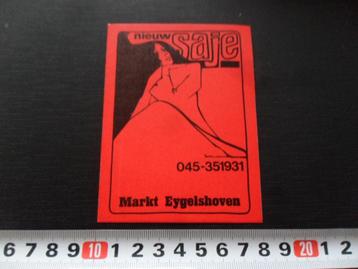 nieuw
saje
045-351931
Markt Eygelshoven
6 7 8 9 10 1 2 3 4 5 6 7 8 9 20 1 2